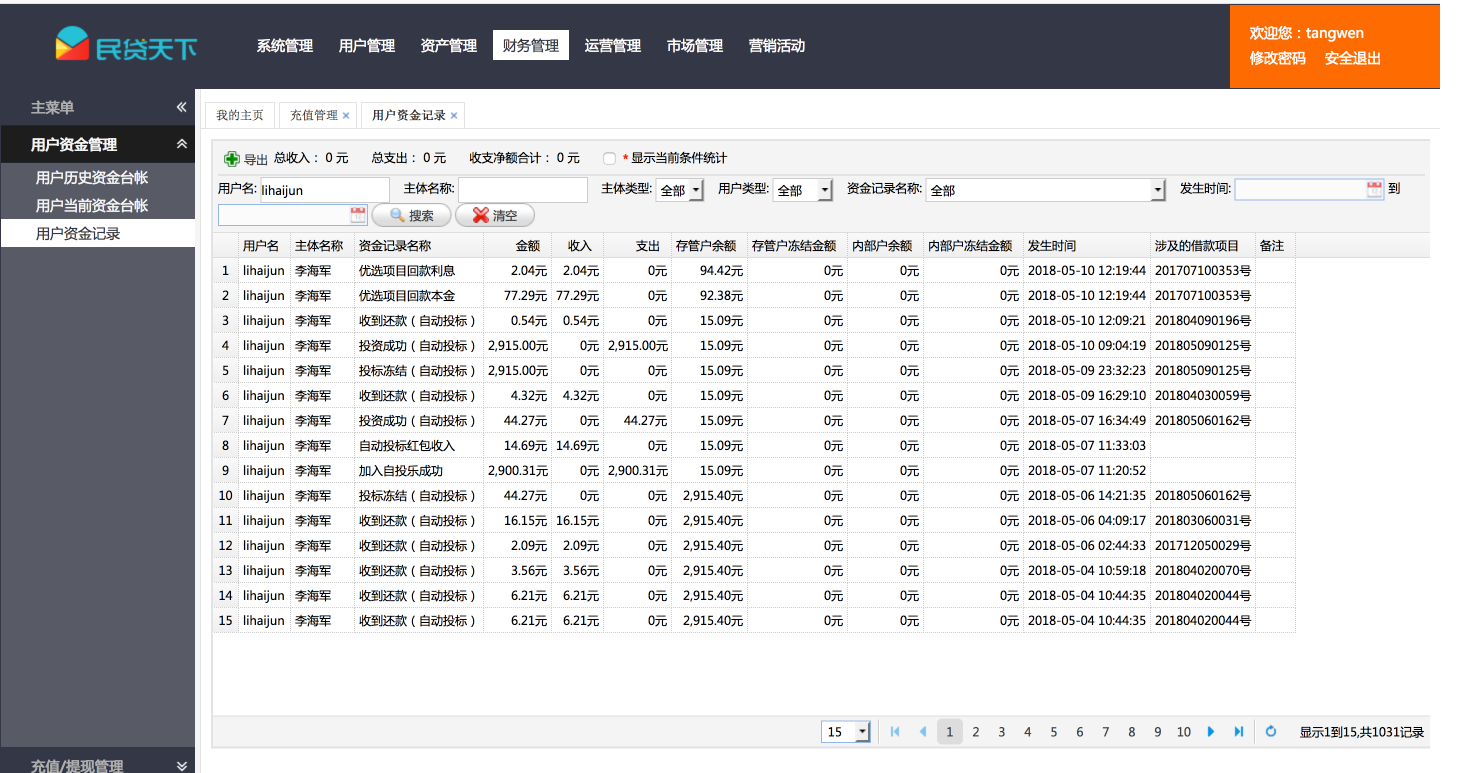 民贷天下 系统管理 用户管理 资产管理 财务管理 运营管理 市场管理 营销活动
欢迎您：tangwen
修改密码 安全退出
主菜单
用户资金管理
用户历史资金台帐
用户当前资金台帐
用户资金记录
充值/提现管理
我的主页 充值管理 × 用户资金记录 ×
导出 总收入： 0 元 总支出： 0 元 收支净额合计： 0 元 * 显示当前条件统计
用户名: lihaijun 主体名称: 主体类型: 全部 用户类型: 全部 资金记录名称: 全部 发生时间: 到
搜索 清空
用户名 主体名称 资金记录名称 金额 收入 支出 存管户余额 存管户冻结金额 内部户余额 内部户冻结金额 发生时间 涉及的借款项目 备注
1 lihaijun 李海军 优选项目回款利息 2.04元 2.04元 0元 94.42元 0元 0元 0元 2018-05-10 12:19:44 201707100353号
2 lihaijun 李海军 优选项目回款本金 77.29元 77.29元 0元 92.38元 0元 0元 0元 2018-05-10 12:19:44 201707100353号
3 lihaijun 李海军 收到还款（自动投标） 0.54元 0.54元 0元 15.09元 0元 0元 0元 2018-05-10 12:09:21 201804090196号
4 lihaijun 李海军 投资成功（自动投标） 2,915.00元 0元 2,915.00元 15.09元 0元 0元 0元 2018-05-10 09:04:19 201805090125号
5 lihaijun 李海军 投标冻结（自动投标） 2,915.00元 0元 0元 15.09元 0元 0元 0元 2018-05-09 23:32:23 201805090125号
6 lihaijun 李海军 收到还款（自动投标） 4.32元 4.32元 0元 15.09元 0元 0元 0元 2018-05-09 16:29:10 201804030059号
7 lihaijun 李海军 投资成功（自动投标） 44.27元 0元 44.27元 15.09元 0元 0元 0元 2018-05-07 16:34:49 201805060162号
8 lihaijun 李海军 自动投标红包收入 14.69元 14.69元 0元 15.09元 0元 0元 0元 2018-05-07 11:33:03
9 lihaijun 李海军 加入自投乐成功 2,900.31元 0元 2,900.31元 15.09元 0元 0元 0元 2018-05-07 11:20:52
10 lihaijun 李海军 投标冻结（自动投标） 44.27元 0元 0元 2,915.40元 0元 0元 0元 2018-05-06 14:21:35 201805060162号
11 lihaijun 李海军 收到还款（自动投标） 16.15元 16.15元 0元 2,915.40元 0元 0元 0元 2018-05-06 04:09:17 201803060031号
12 lihaijun 李海军 收到还款（自动投标） 2.09元 2.09元 0元 2,915.40元 0元 0元 0元 2018-05-06 02:44:33 201712050029号
13 lihaijun 李海军 收到还款（自动投标） 3.56元 3.56元 0元 2,915.40元 0元 0元 0元 2018-05-04 10:59:18 201804020070号
14 lihaijun 李海军 收到还款（自动投标） 6.21元 6.21元 0元 2,915.40元 0元 0元 0元 2018-05-04 10:44:35 201804020044号
15 lihaijun 李海军 收到还款（自动投标） 6.21元 6.21元 0元 2,915.40元 0元 0元 0元 2018-05-04 10:44:35 201804020044号
15 1 2 3 4 5 6 7 8 9 10 显示1到15,共1031记录